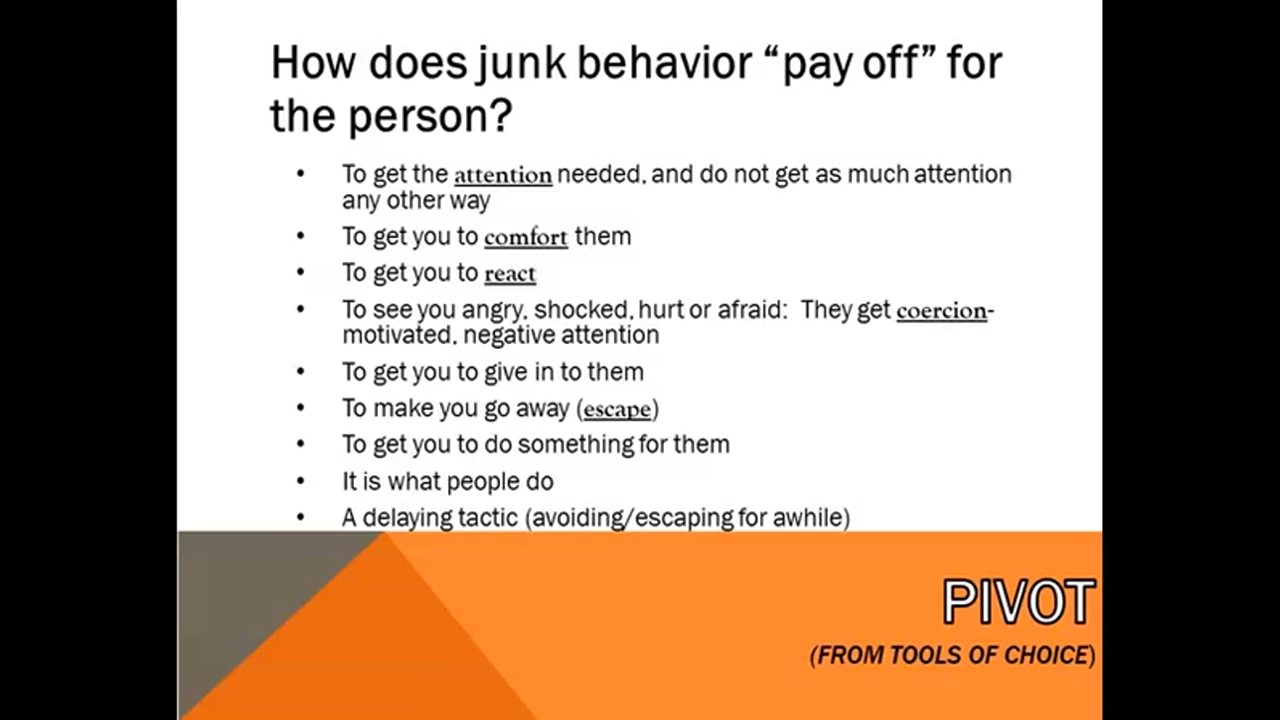 How does junk behavior “pay off” for
the person?
• To get the attention needed, and do not get as much attention
any other way
• To get you to comfort them
• To get you to react
• To see you angry, shocked, hurt or afraid:  They get coercion-
motivated, negative attention
• To get you to give in to them
• To make you go away (escape)
• To get you to do something for them
• It is what people do
• A delaying tactic (avoiding/escaping for awhile)
PIVOT
(FROM TOOLS OF CHOICE)